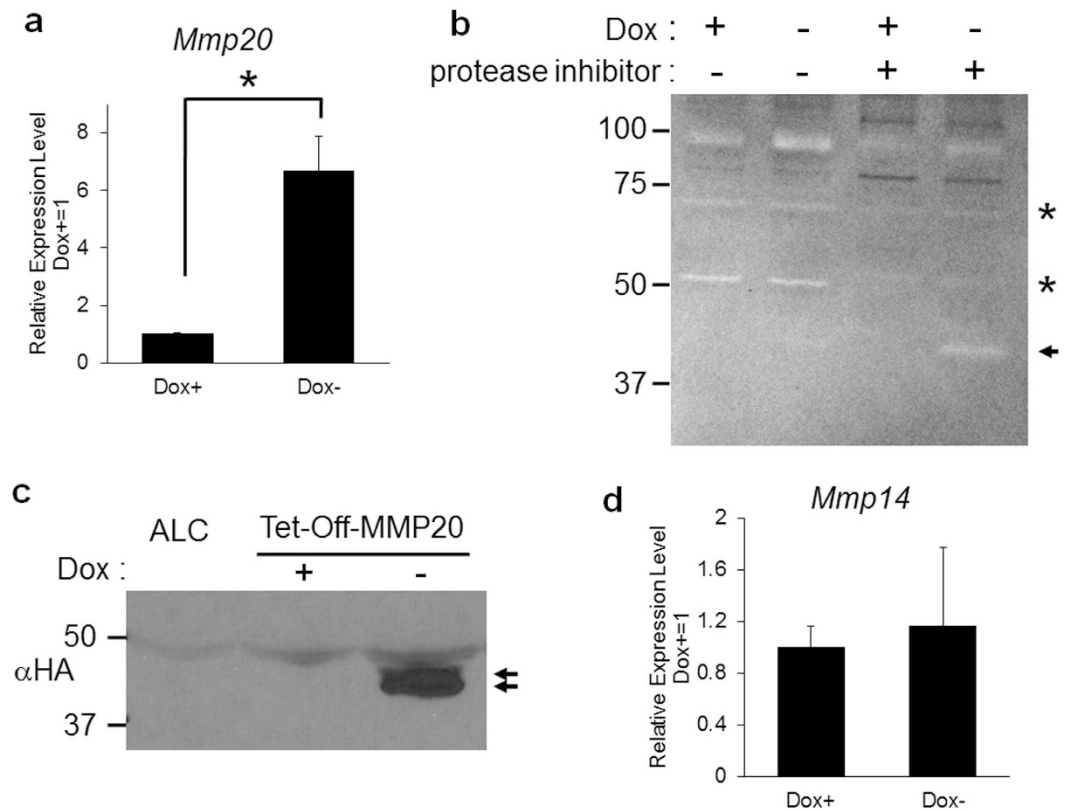 a
Mmp20
*
Relative Expression Level
Dox+=1
8
6
4
2
0
Dox+ Dox-
b
Dox : + - + -
protease inhibitor : - - + +
100
75
*
50
*
37
c
ALC Tet-Off-MMP20
Dox : + -
50
αHA
37
d
Mmp14
Relative Expression Level
Dox+=1
2
1.6
1.2
0.8
0.4
0
Dox+ Dox-